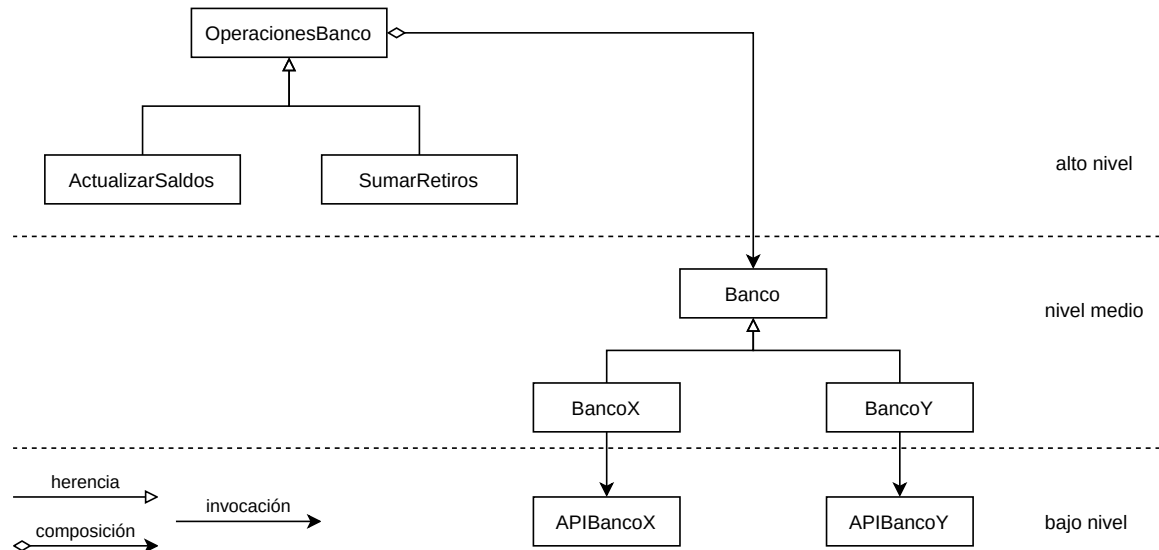 OperacionesBanco
ActualizarSaldos
SumarRetiros
alto nivel
Banco
nivel medio
BancoX
BancoY
herencia
invocación
composición
APIBancoX
APIBancoY
bajo nivel